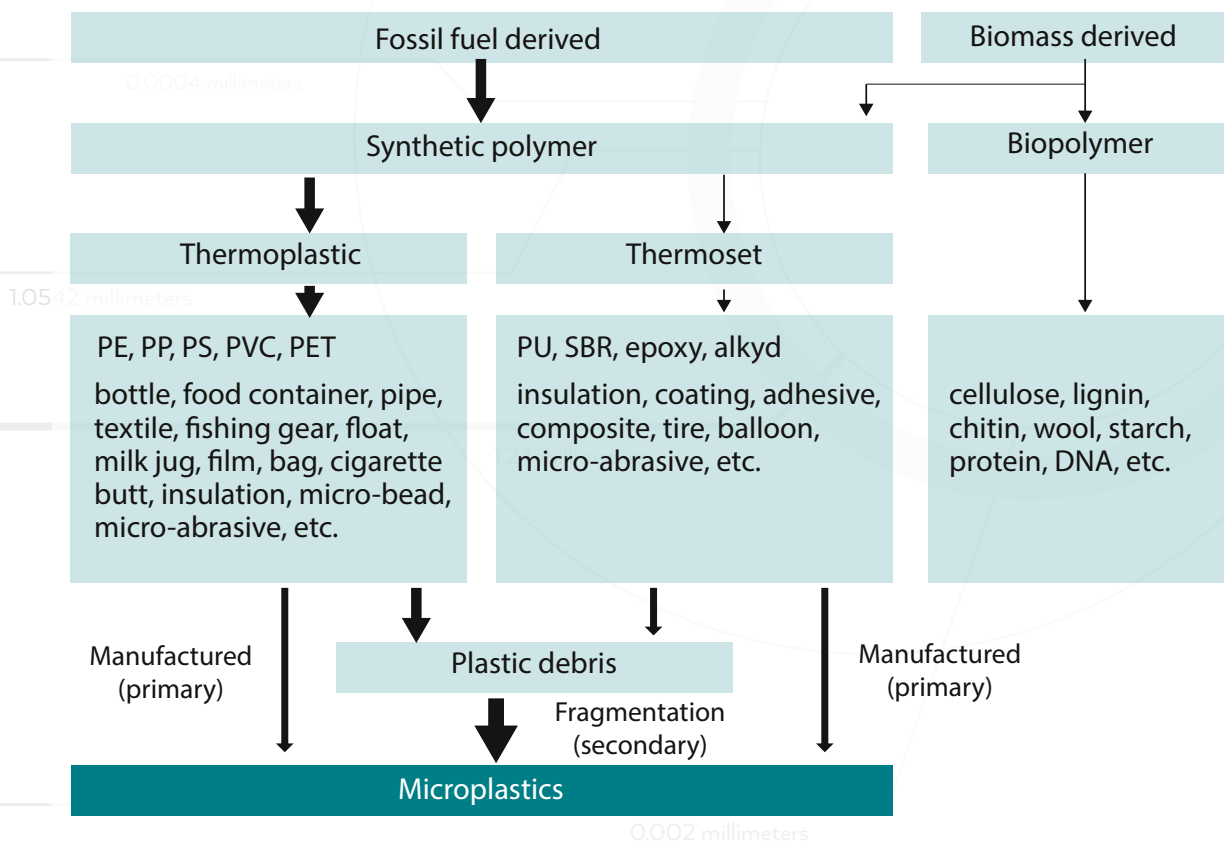 Fossil fuel derived
Biomass derived
0.0004 millimeters
Synthetic polymer
Biopolymer
Thermoplastic
Thermoset
1.0542 millimeters
PE, PP, PS, PVC, PET
bottle, food container, pipe,
textile, fishing gear, float,
milk jug, film, bag, cigarette
butt, insulation, micro-bead,
micro-abrasive, etc.
PU, SBR, epoxy, alkyd
insulation, coating, adhesive,
composite, tire, balloon,
micro-abrasive, etc.
cellulose, lignin,
chitin, wool, starch,
protein, DNA, etc.
Manufactured
(primary)
Plastic debris
Manufactured
(primary)
Fragmentation
(secondary)
Microplastics
0.002 millimeters